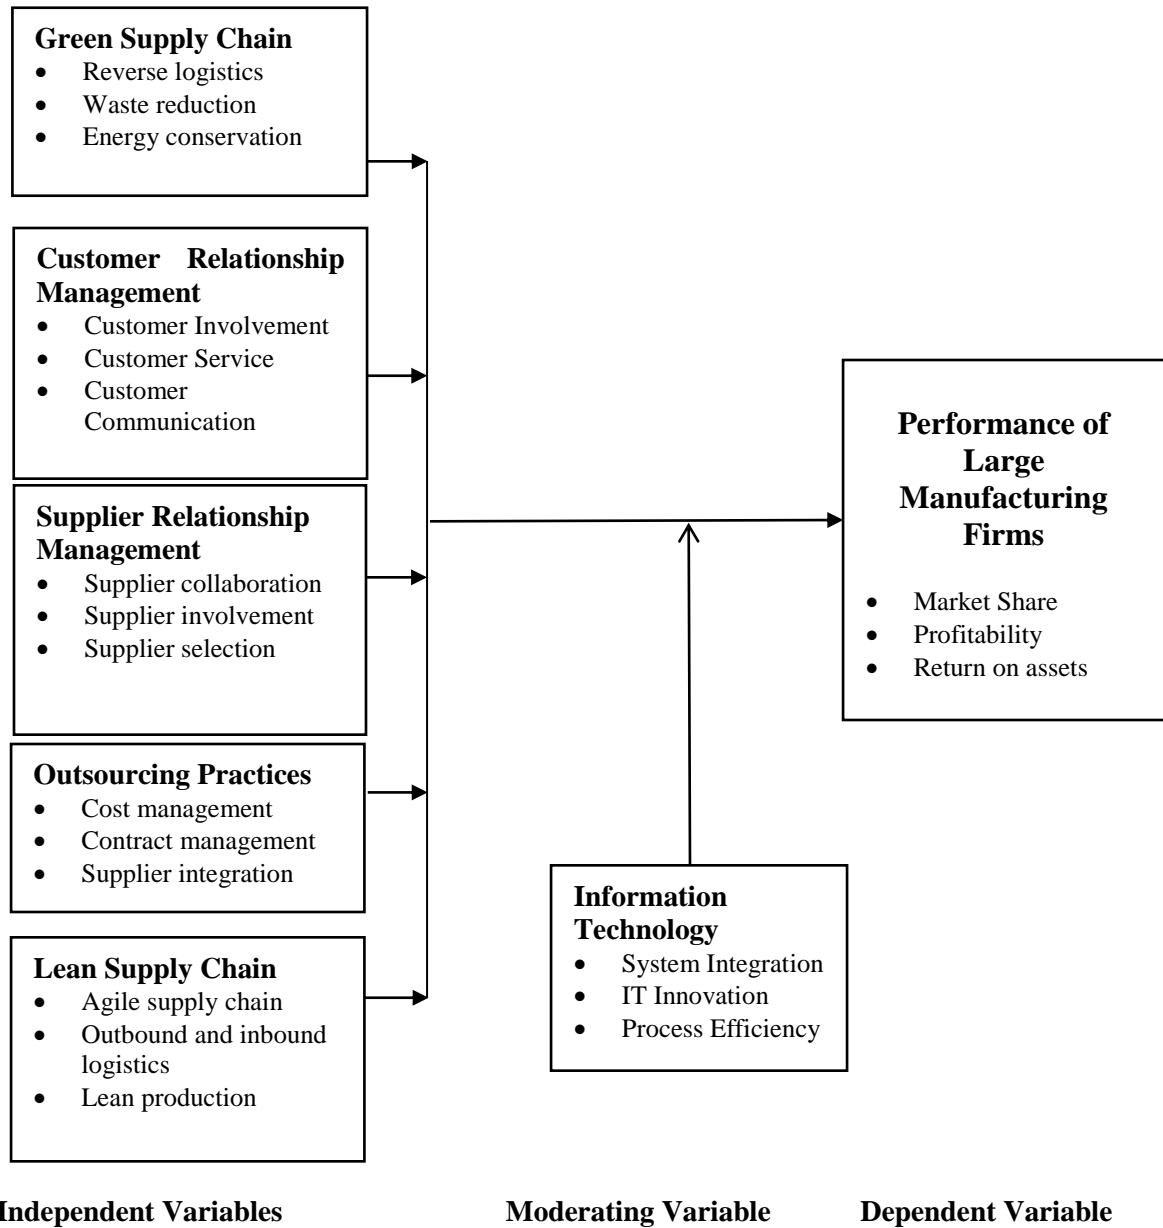 Green Supply Chain
• Reverse logistics
• Waste reduction
• Energy conservation
Customer Relationship
Management
• Customer Involvement
• Customer Service
• Customer
Communication
Supplier Relationship
Management
• Supplier collaboration
• Supplier involvement
• Supplier selection
Outsourcing Practices
• Cost management
• Contract management
• Supplier integration
Lean Supply Chain
• Agile supply chain
• Outbound and inbound
logistics
• Lean production
Information
Technology
• System Integration
• IT Innovation
• Process Efficiency
Performance of
Large
Manufacturing
Firms
• Market Share
• Profitability
• Return on assets
Independent Variables
Moderating Variable
Dependent Variable